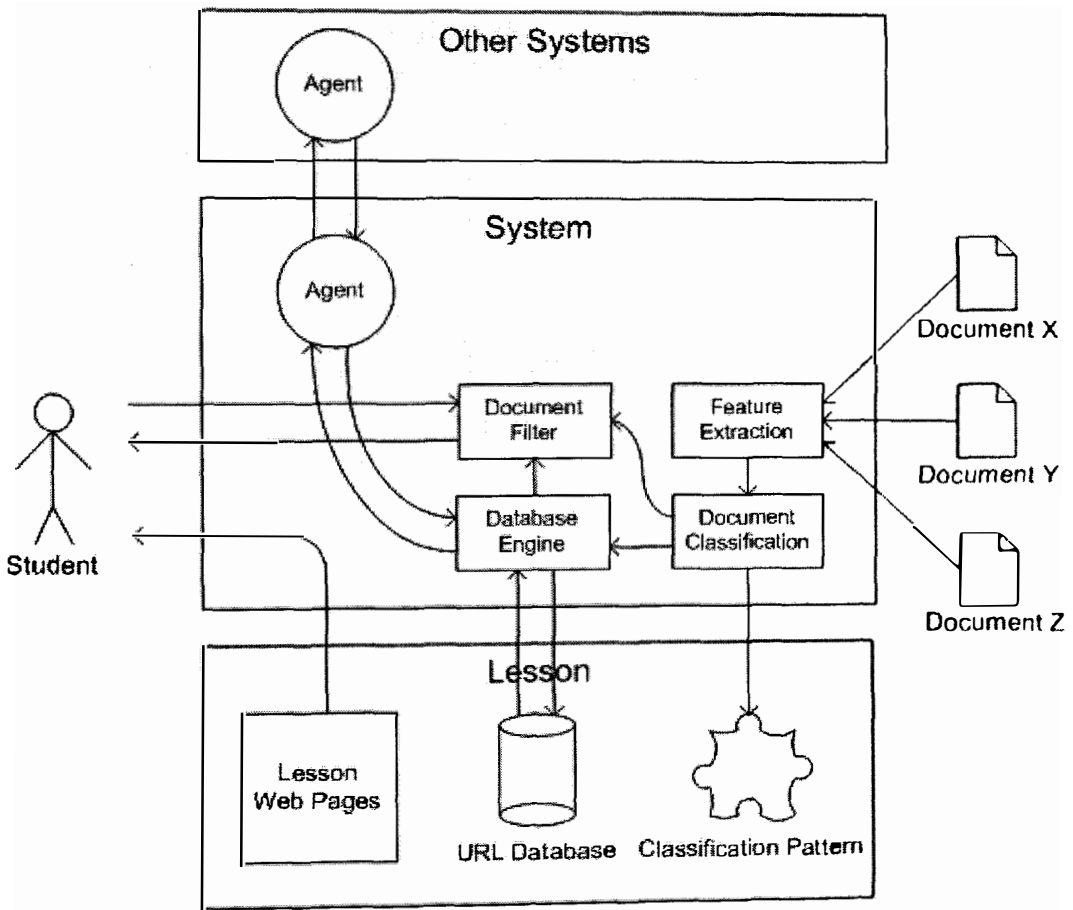 Other Systems
Agent
System
Agent
Document X
Document
Filter
Feature
Extraction
Document Y
Database
Engine
Document
Classification
Student
Document Z
Lesson
Lesson
Web Pages
URL Database
Classification Pattern